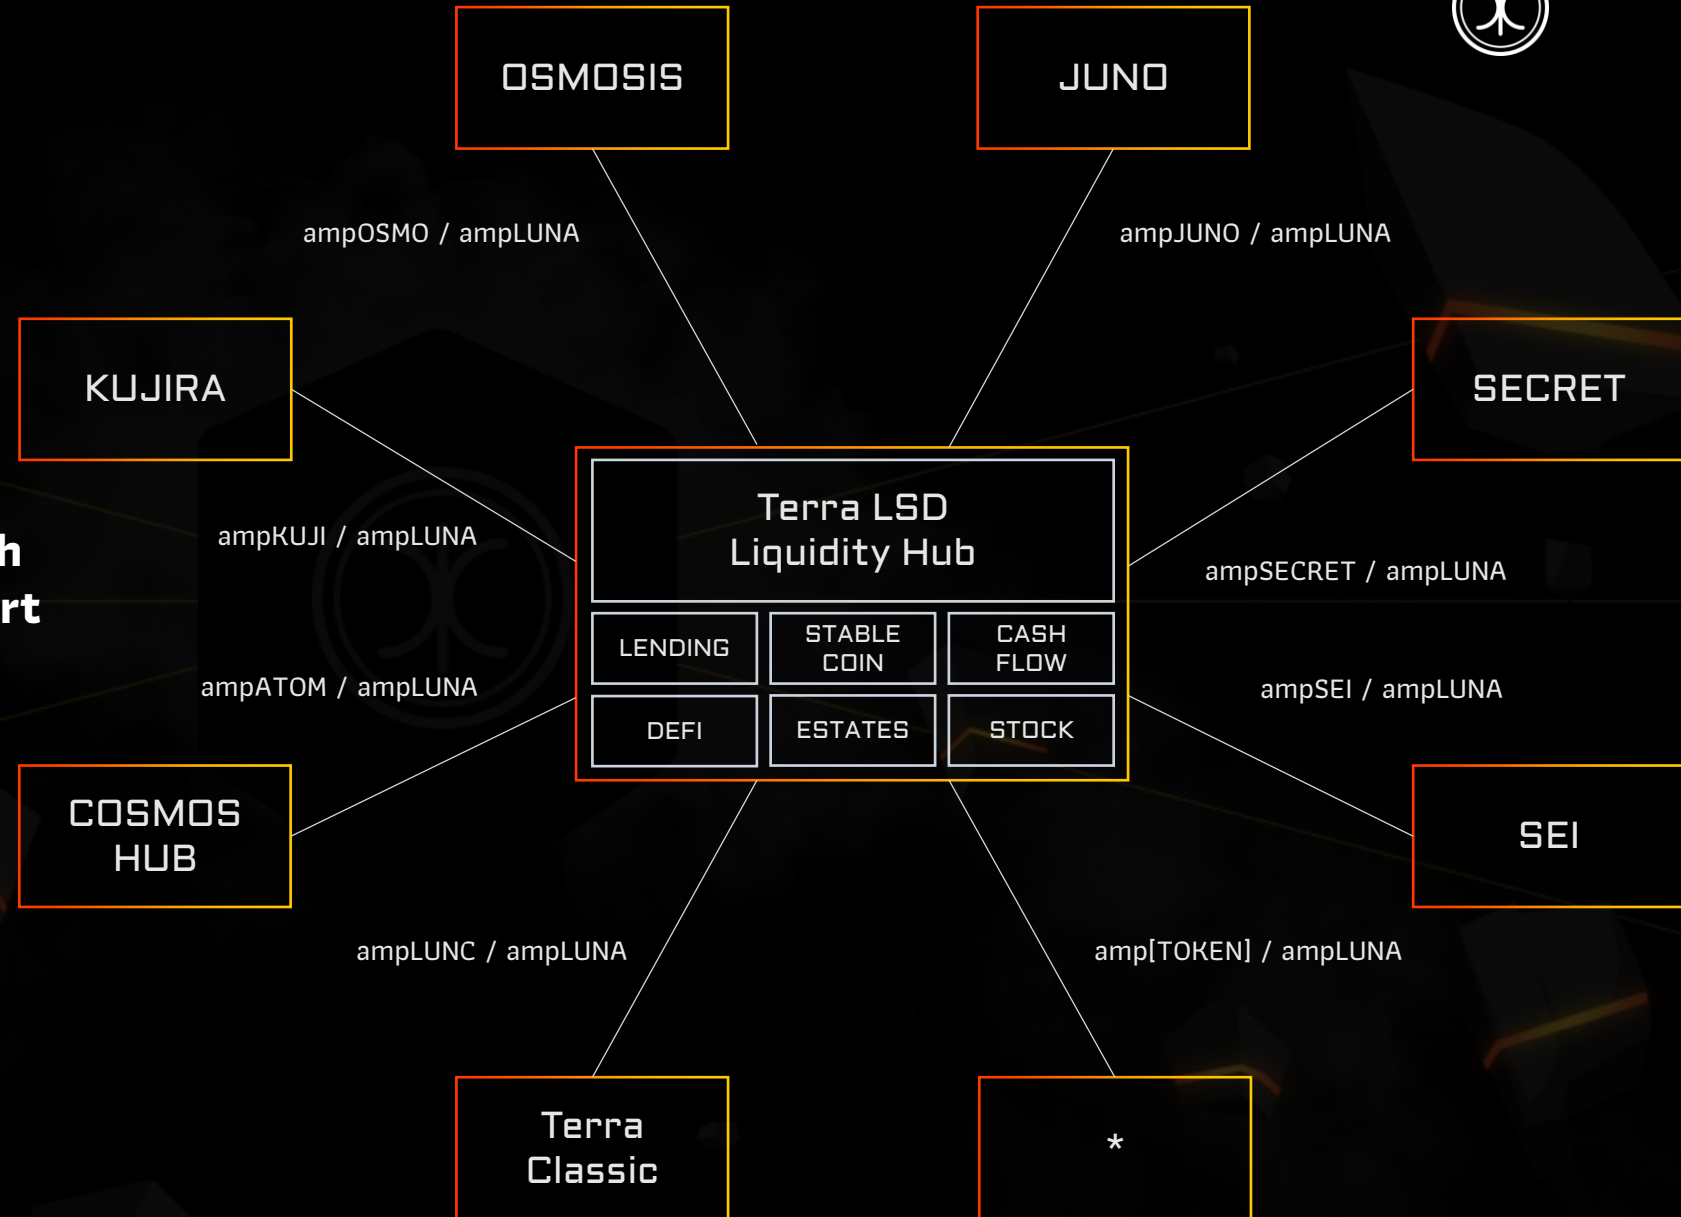 OSMOSIS
JUNO
ampOSMO / ampLUNA
ampJUNO / ampLUNA
KUJIRA
SECRET
Terra LSD
Liquidity Hub
ampKUJI / ampLUNA
ampSECRET / ampLUNA
h
rt
LENDING
STABLE
COIN
CASH
FLOW
ampATOM / ampLUNA
ampSEI / ampLUNA
DEFI
ESTATES
STOCK
COSMOS
HUB
SEI
ampLUNC / ampLUNA
amp[TOKEN] / ampLUNA
Terra
Classic
*